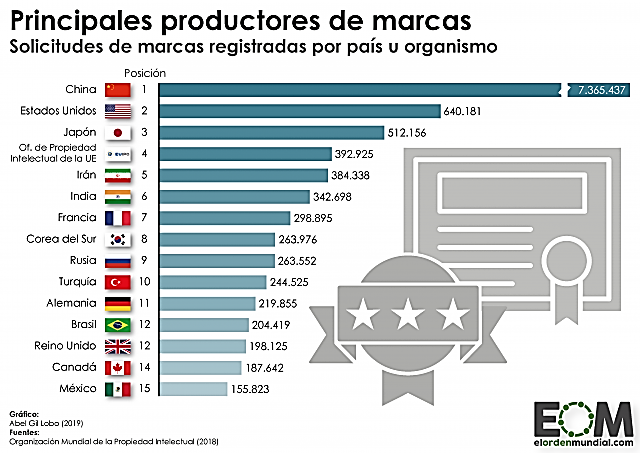 Principales productores de marcas
Solicitudes de marcas registradas por país u organismo
Posición
China 1 7.365.437
Estados Unidos 2 640.181
Japón 3 512.156
Of. de Propiedad
Intelectual de la UE EUIPO 4 392.925
Irán 5 384.338
India 6 342.698
Francia 7 298.895
Corea del Sur 8 263.976
Rusia 9 263.552
Turquía 10 244.525
Alemania 11 219.855
Brasil 12 204.419
Reino Unido 12 198.125
Canadá 14 187.642
México 15 155.823
Gráfico:
Abel Gil Lobo (2019)
Fuentes:
Organización Mundial de la Propiedad Intelectual (2018)
EOM
elordenmundial.com